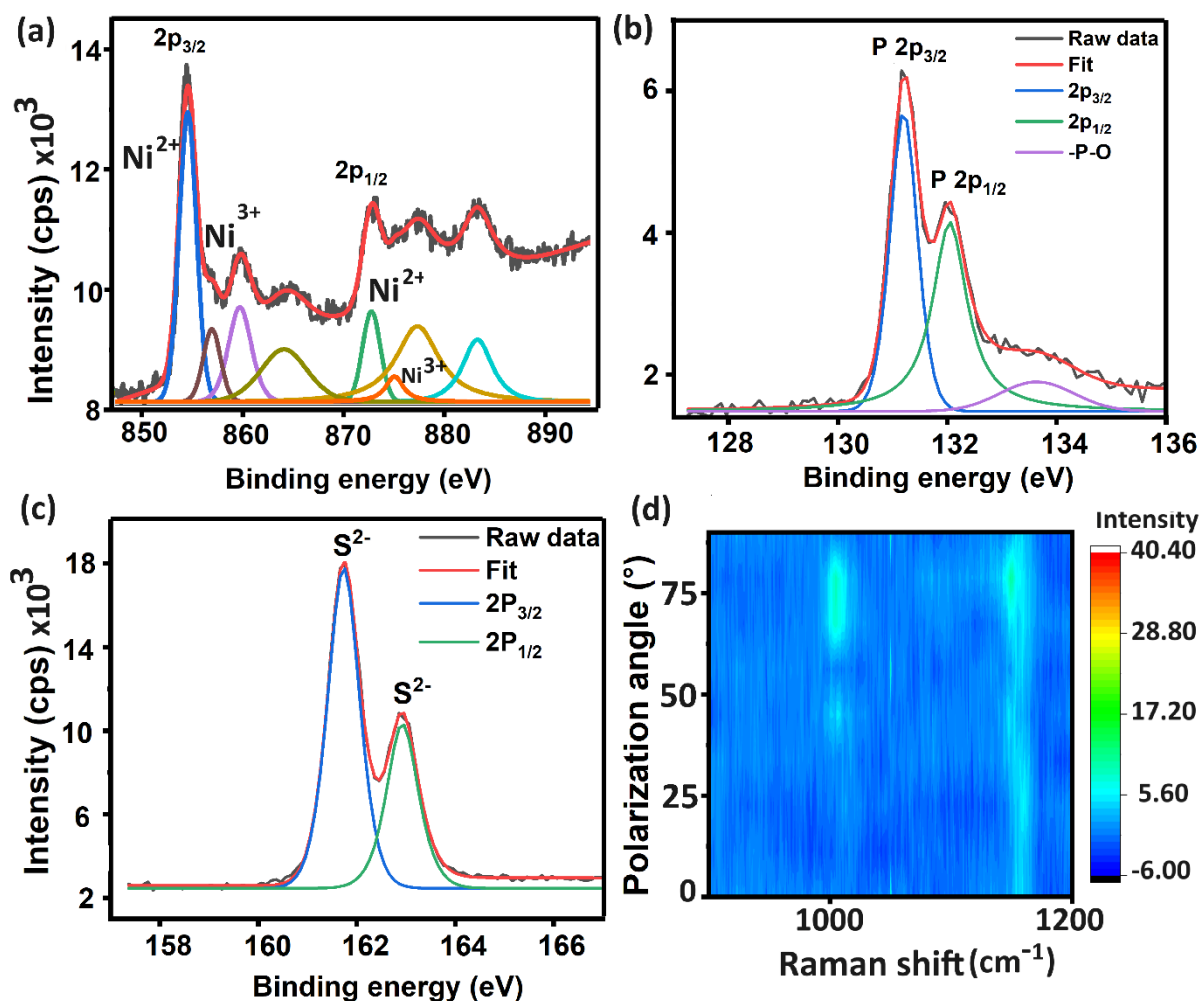 (a)
2p3/2
Ni2+
Ni3+
2p1/2
Ni2+
Ni3+
14
12
10
8
Intensity (cps) x10^3
850 860 870 880 890
Binding energy (eV)
(b)
P 2p3/2
P 2p1/2
Raw data
Fit
2p3/2
2p1/2
-P-O
6
4
2
128 130 132 134 136
Binding energy (eV)
(c)
S2-
S2-
Raw data
Fit
2P3/2
2P1/2
18
14
10
6
2
Intensity (cps) x10^3
158 160 162 164 166
Binding energy (eV)
(d)
Intensity
40.40
28.80
17.20
5.60
-6.00
75
50
25
0
Polarization angle (°)
1000 1200
Raman shift (cm-1)